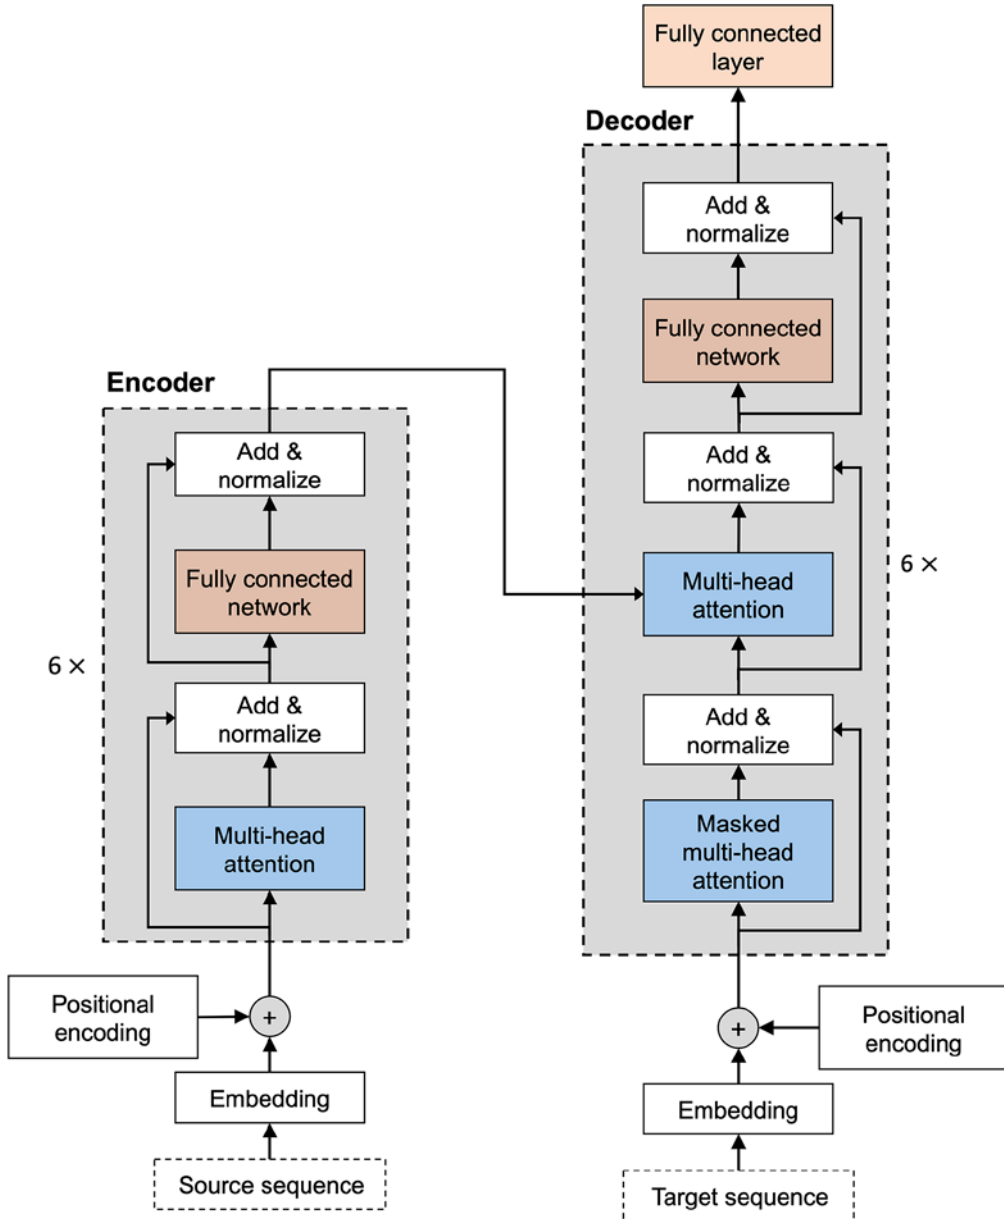 Fully connected
layer
Decoder
Add &
normalize
Fully connected
network
Add &
normalize
Multi-head
attention
6 ×
Add &
normalize
Masked
multi-head
attention
Positional
encoding
+
Embedding
Target sequence
Encoder
Add &
normalize
Fully connected
network
6 ×
Add &
normalize
Multi-head
attention
Positional
encoding
+
Embedding
Source sequence